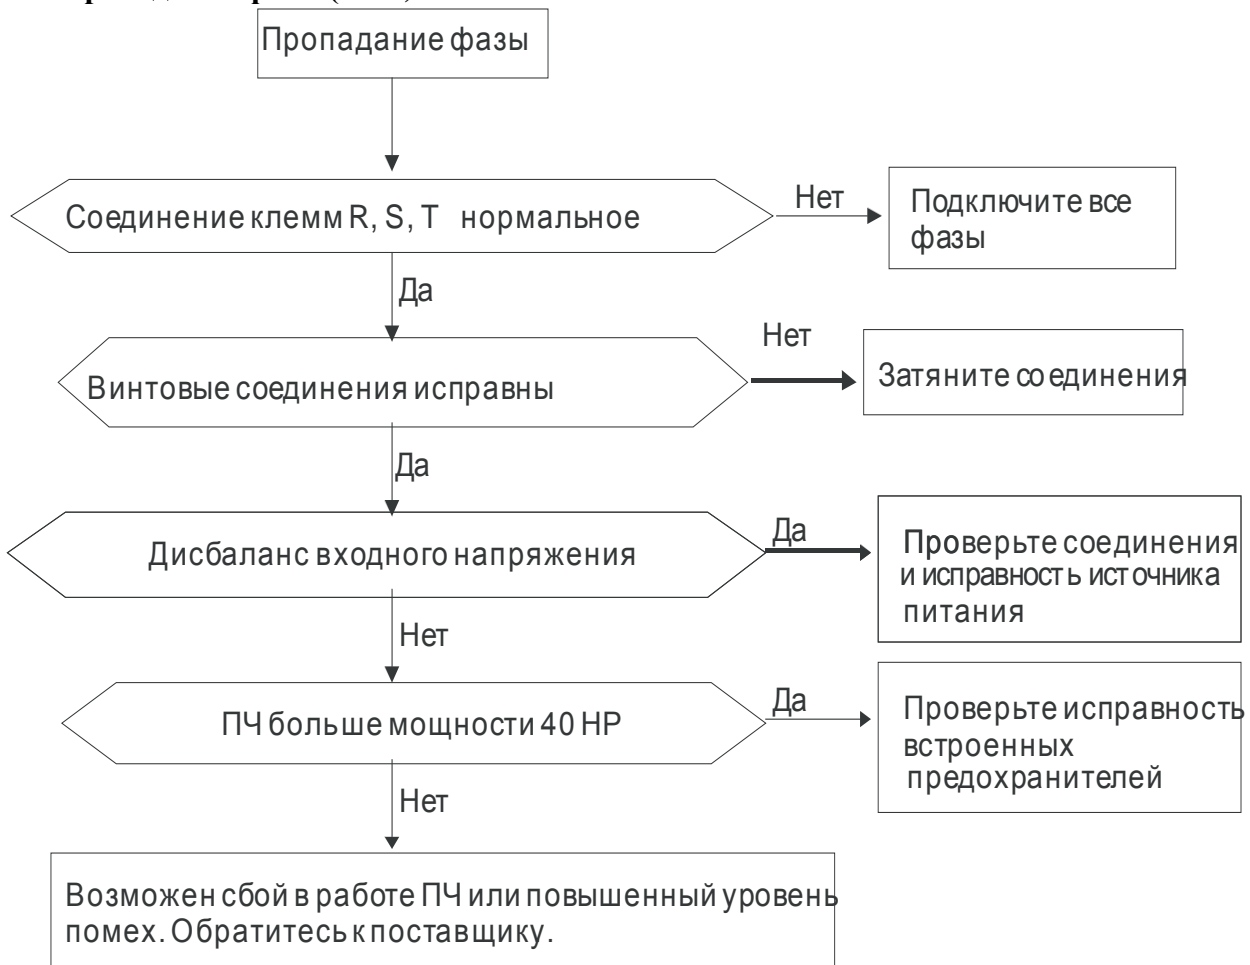 Пропадание фазы
Соединение клемм R, S, T нормальное
Нет
Подключите все
фазы
Да
Винтовые соединения исправны
Нет
Затяните соединения
Да
Дисбаланс входного напряжения
Да
Проверьте соединения
и исправность источника
питания
Нет
ПЧ больше мощности 40 HP
Да
Проверьте исправность
встроенных
предохранителей
Нет
Возможен сбой в работе ПЧ или повышенный уровень
помех. Обратитесь к поставщику.